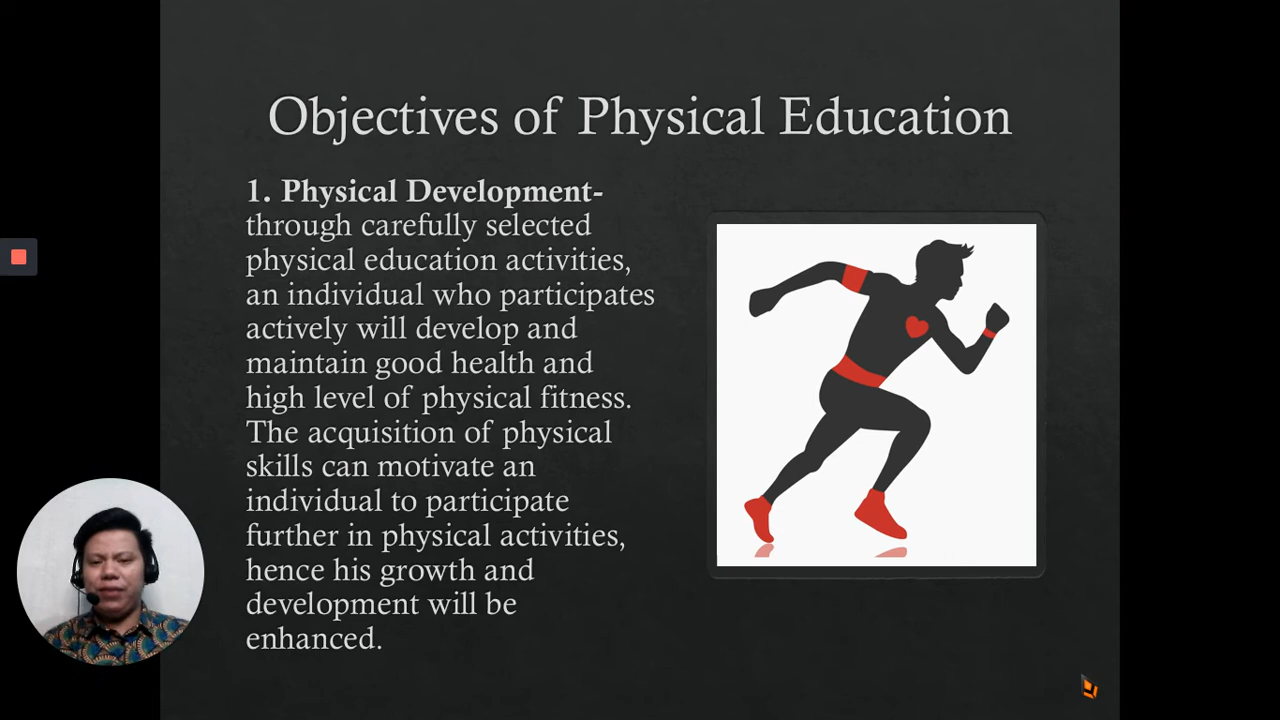 Objectives of Physical Education
1. Physical Development-
through carefully selected
physical education activities,
an individual who participates
actively will develop and
maintain good health and
high level of physical fitness.
The acquisition of physical
skills can motivate an
individual to participate
further in physical activities,
hence his growth and
development will be
enhanced.